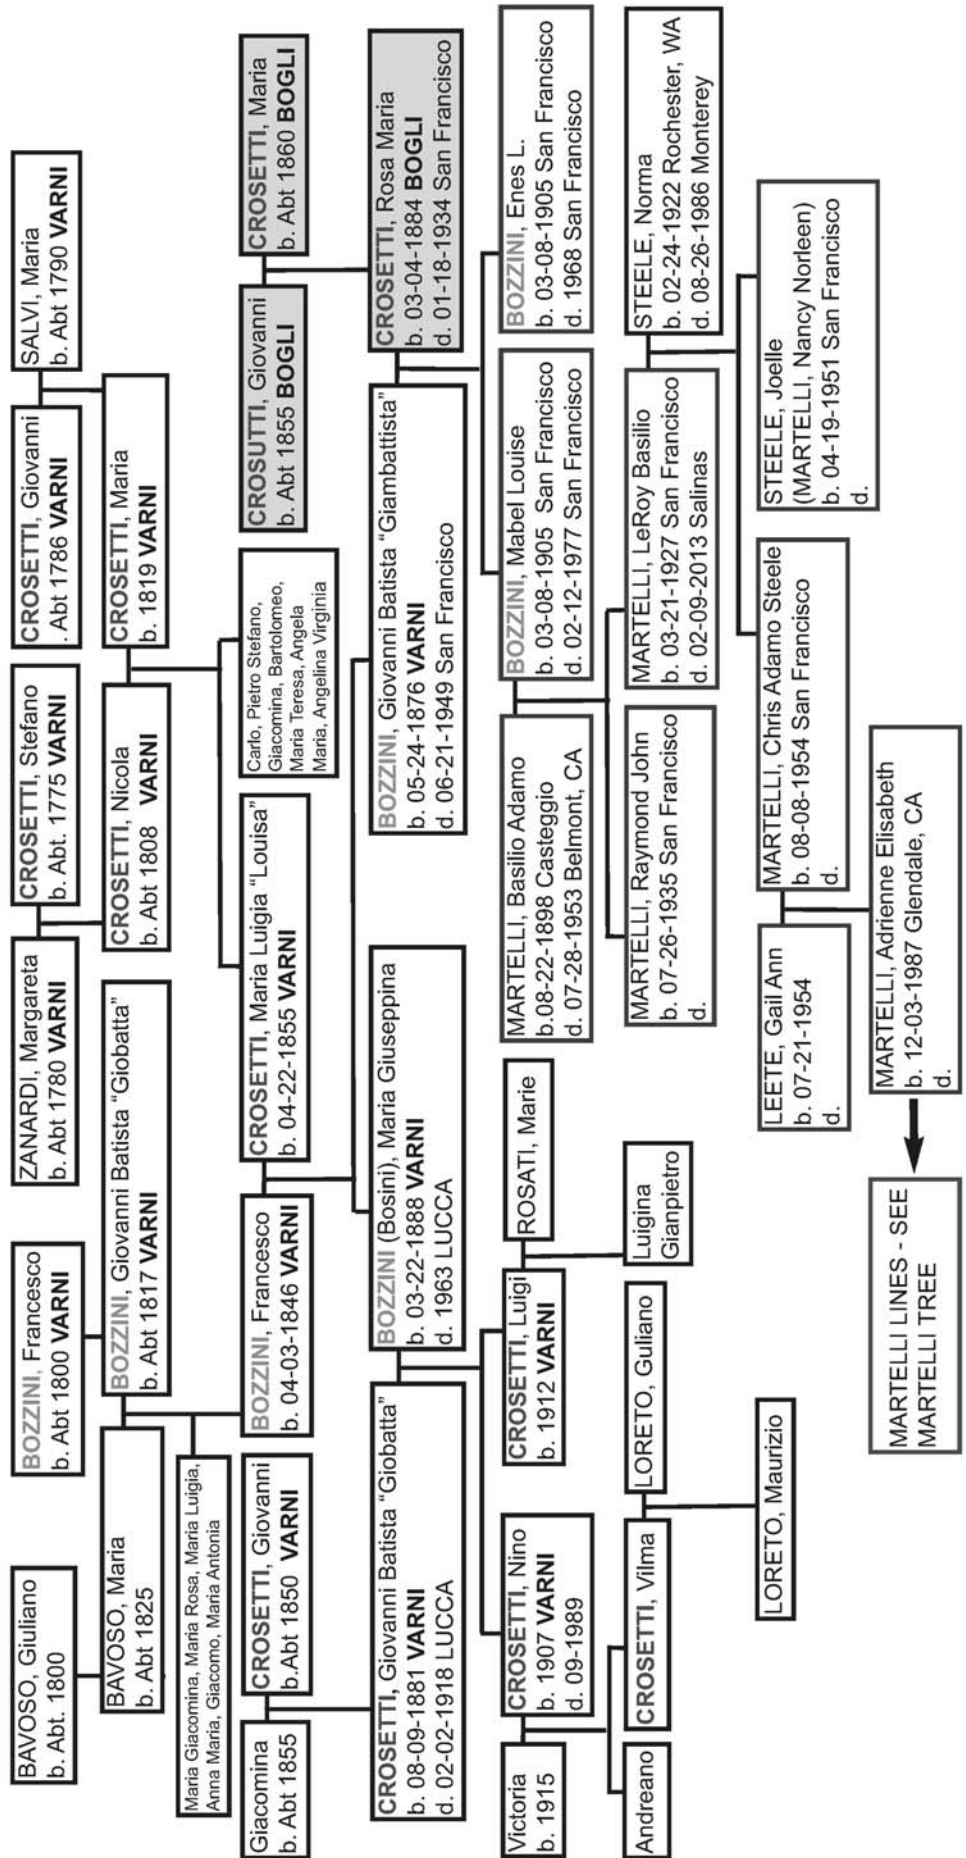 BAVOSO, Giuliano
b. Abt. 1800
BOZZINI, Francesco
b. Abt 1800 VARNI
ZANARDI, Margareta
b. Abt 1780 VARNI
CROSETTI, Stefano
b. Abt. 1775 VARNI
CROSETTI, Giovanni
. Abt 1786 VARNI
SALVI, Maria
b. Abt 1790 VARNI
BAVOSO, Maria
b. Abt 1825
BOZZINI, Giovanni Batista “Giobatta”
b. Abt 1817 VARNI
CROSETTI, Nicola
b. Abt 1808 VARNI
CROSETTI, Maria
b. 1819 VARNI
Maria Giacomina, Maria Rosa, Maria Luigia,
Anna Maria, Giacomo, Maria Antonia
Giacomina
b. Abt 1855
CROSETTI, Giovanni
b.Abt 1850 VARNI
BOZZINI, Francesco
b. 04-03-1846 VARNI
CROSETTI, Maria Luigia “Louisa”
b. 04-22-1855 VARNI
Carlo, Pietro Stefano,
Giacomina, Bartolomeo,
Maria Teresa, Angela
Maria, Angelina Virginia
CROSUTTI, Giovanni
b. Abt 1855 BOGLI
CROSETTI, Maria
b. Abt 1860 BOGLI
CROSETTI, Giovanni Batista “Giobatta”
b. 08-09-1881 VARNI
d. 02-02-1918 LUCCA
BOZZINI (Bosini), Maria Giuseppina
b. 03-22-1888 VARNI
d. 1963 LUCCA
BOZZINI, Giovanni Batista “Giambattista”
b. 05-24-1876 VARNI
d. 06-21-1949 San Francisco
CROSETTI, Rosa Maria
b. 03-04-1884 BOGLI
d. 01-18-1934 San Francisco
Victoria
b. 1915
CROSETTI, Nino
b. 1907 VARNI
d. 09-1989
CROSETTI, Luigi
b. 1912 VARNI
ROSATI, Marie
MARTELLI, Basilio Adamo
b.08-22-1898 Casteggio
d. 07-28-1953 Belmont, CA
BOZZINI, Mabel Louise
b. 03-08-1905 San Francisco
d. 02-12-1977 San Francisco
BOZZINI, Enes L.
b. 03-08-1905 San Francisco
d. 1968 San Francisco
Andreano
CROSETTI, Vilma
LORETO, Guliano
Luigina
Gianpietro
MARTELLI, Raymond John
b. 07-26-1935 San Francisco
d.
MARTELLI, LeRoy Basilio
b. 03-21-1927 San Francisco
d. 02-09-2013 Salinas
STEELE, Norma
b. 02-24-1922 Rochester, WA
d. 08-26-1986 Monterey
LORETO, Maurizio
LEETE, Gail Ann
b. 07-21-1954
d.
MARTELLI, Chris Adamo Steele
b. 08-08-1954 San Francisco
d.
STEELE, Joelle
(MARTELLI, Nancy Norleen)
b. 04-19-1951 San Francisco
d.
MARTELLI LINES - SEE
MARTELLI TREE
MARTELLI, Adrienne Elisabeth
b. 12-03-1987 Glendale, CA
d.